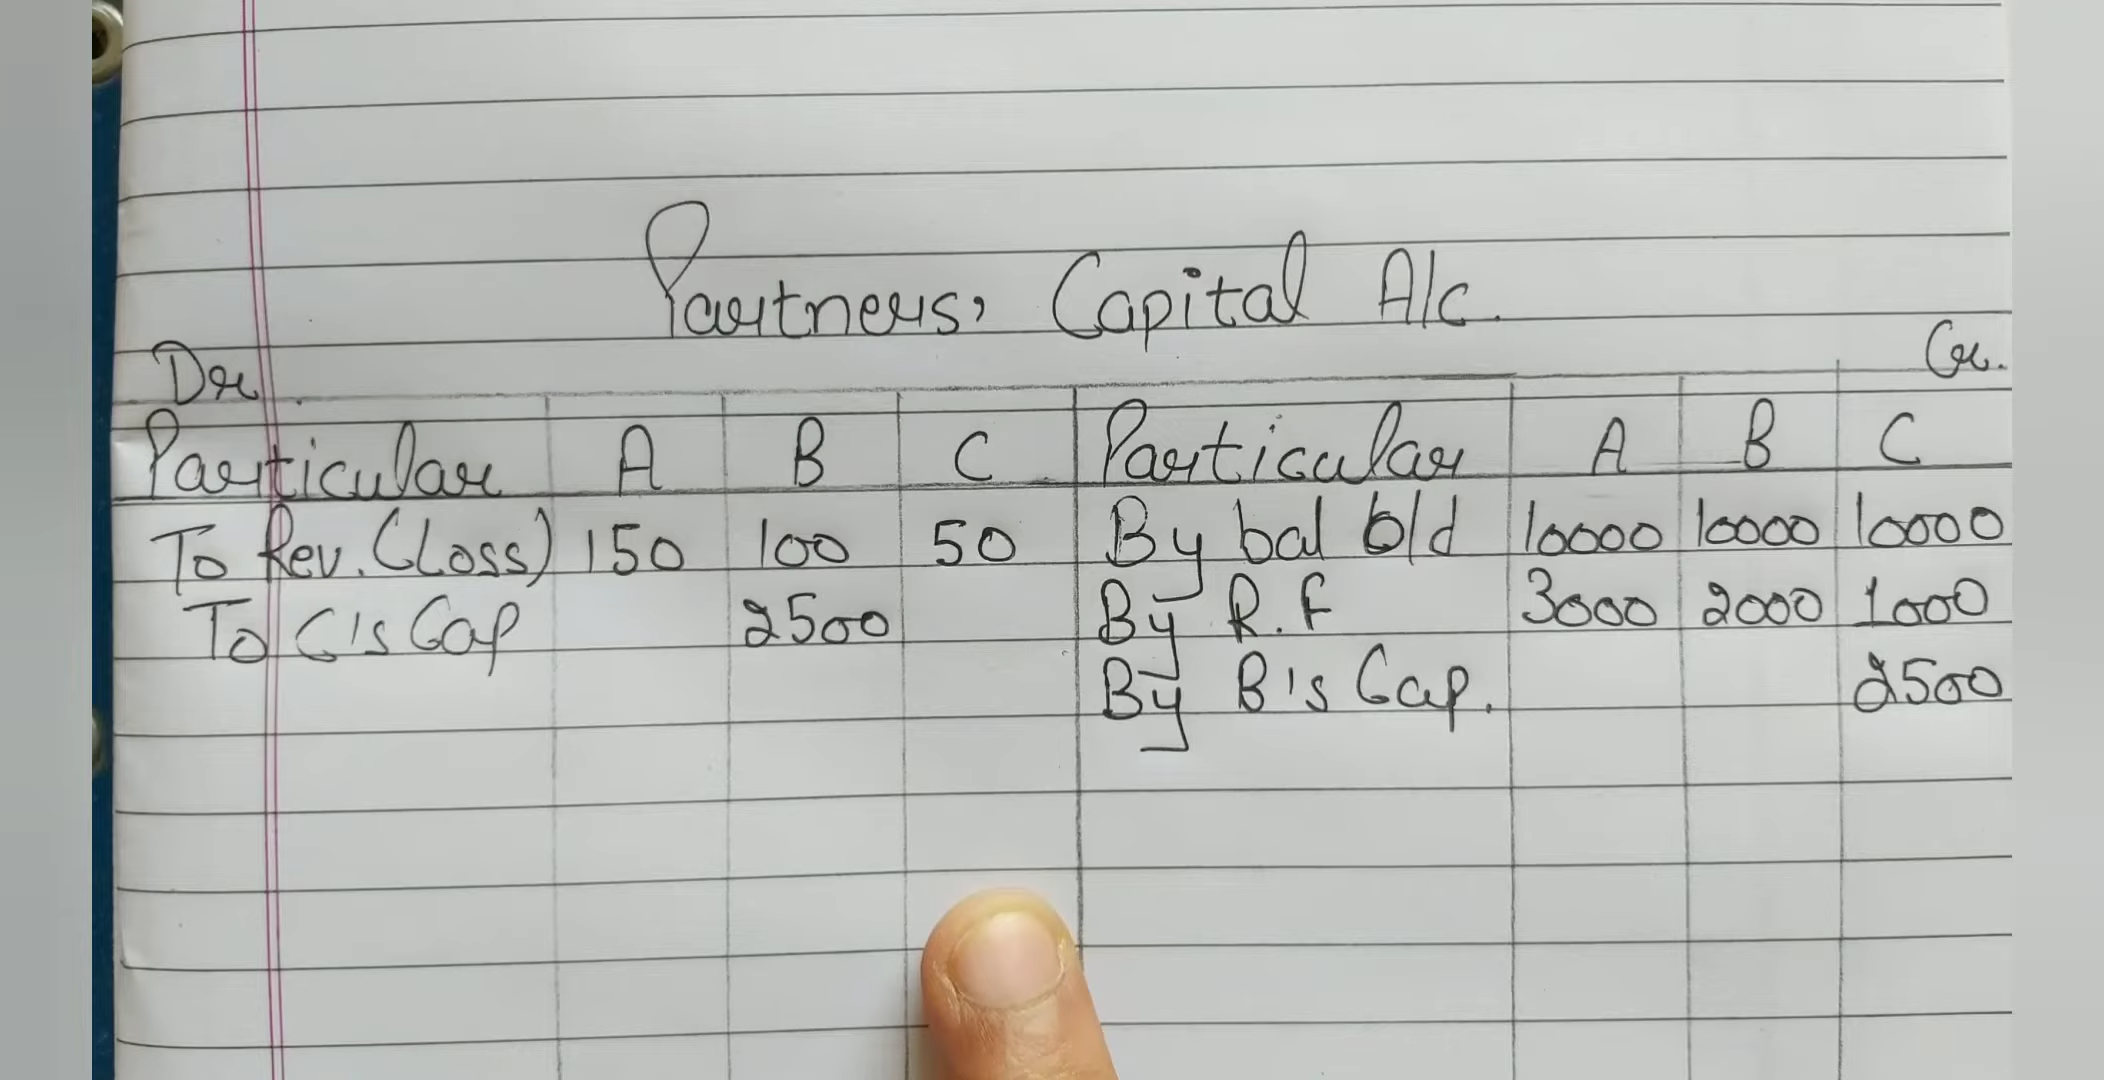 Partners' Capital A/c.
Dr. Cr.
Particular A B C Particular A B C
To Rev. (Loss) 150 100 50 By bal b/d 10000 10000 10000
To C's Cap 2500 By R.F 3000 2000 1000
By B's Cap. 2500